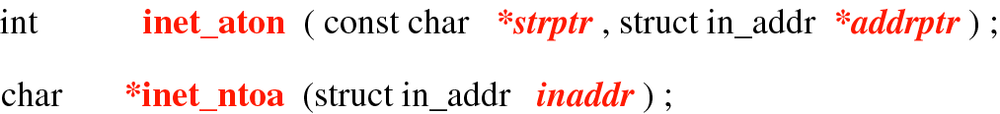 int inet_aton ( const char *strptr , struct in_addr *addrptr ) ;
char *inet_ntoa (struct in_addr inaddr ) ;